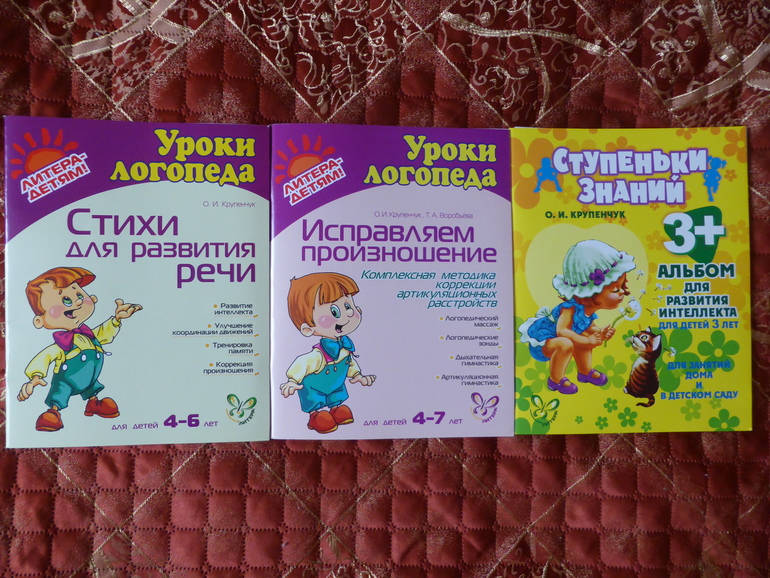 ЛИТЕРА-
ДЕТЯМ!
Уроки
логопеда
О. И. Крупенчук
Стихи
для развития
речи
Развитие
интеллекта
Улучшение
координации движений
Тренировка
памяти
Коррекция
произношения
ЛИТЕРА
для детей 4-6 лет
ЛИТЕРА-
ДЕТЯМ!
Уроки
логопеда
О.И. Крупенчук, Т. А. Воробьёва
Исправляем
произношение
Комплексная методика
коррекции
артикуляционных
расстройств
Логопедический
массаж
Логопедические
зонды
Дыхательная
гимнастика
Артикуляционная
гимнастика
ЛИТЕРА
для детей 4-7 лет
СТУПЕНЬКИ
ЗНАНИЙ
О. И. КРУПЕНЧУК
3+
АЛЬБОМ
ДЛЯ
РАЗВИТИЯ
ИНТЕЛЛЕКТА
ДЛЯ ДЕТЕЙ 3 ЛЕТ
ДЛЯ ЗАНЯТИЙ
ДОМА
И
В ДЕТСКОМ САДУ
ЛИТЕРА